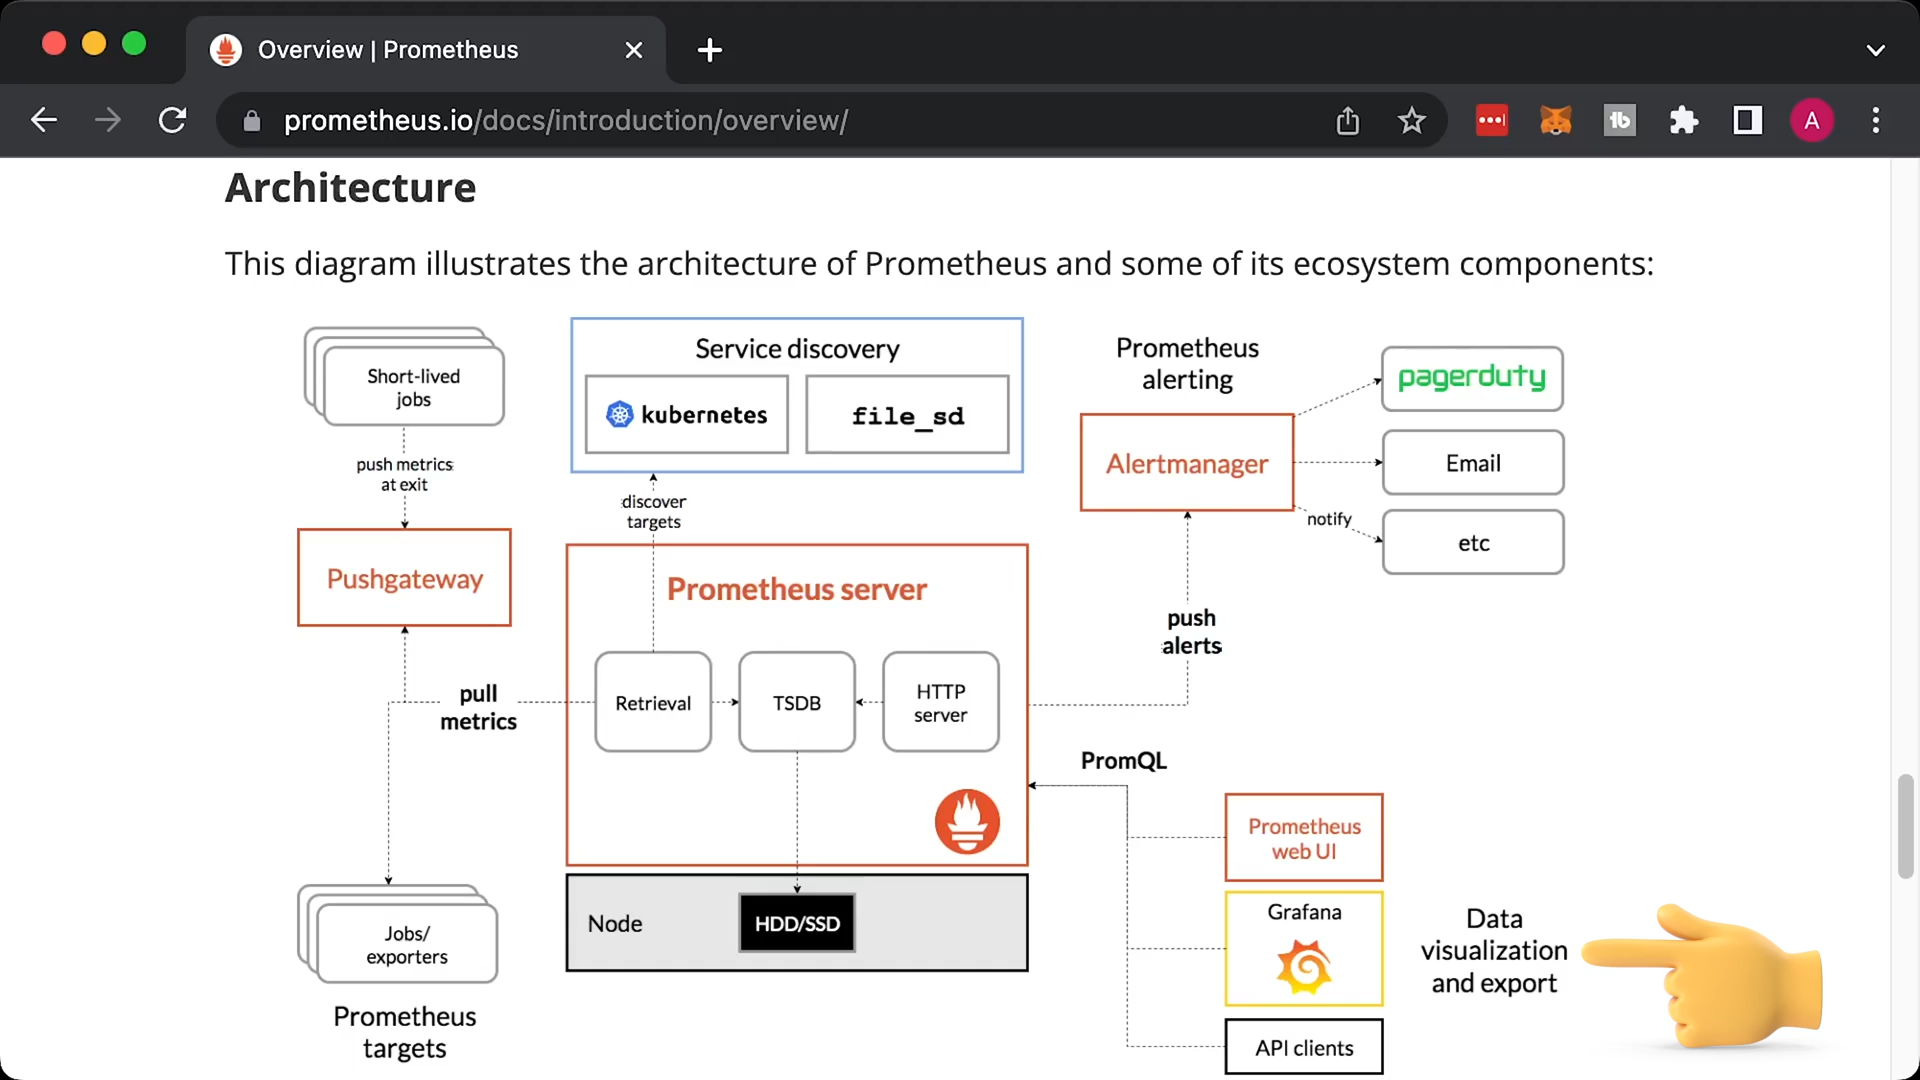 Overview | Prometheus
prometheus.io/docs/introduction/overview/
tb
A
Architecture
This diagram illustrates the architecture of Prometheus and some of its ecosystem components:
Short-lived
jobs
push metrics
at exit
Pushgateway
pull
metrics
Jobs/
exporters
Prometheus
targets
Service discovery
kubernetes
file_sd
discover
targets
Prometheus server
Retrieval
TSDB
HTTP
server
Node
HDD/SSD
Prometheus
alerting
Alertmanager
pagerduty
Email
notify
etc
push
alerts
PromQL
Prometheus
web UI
Grafana
API clients
Data
visualization
and export